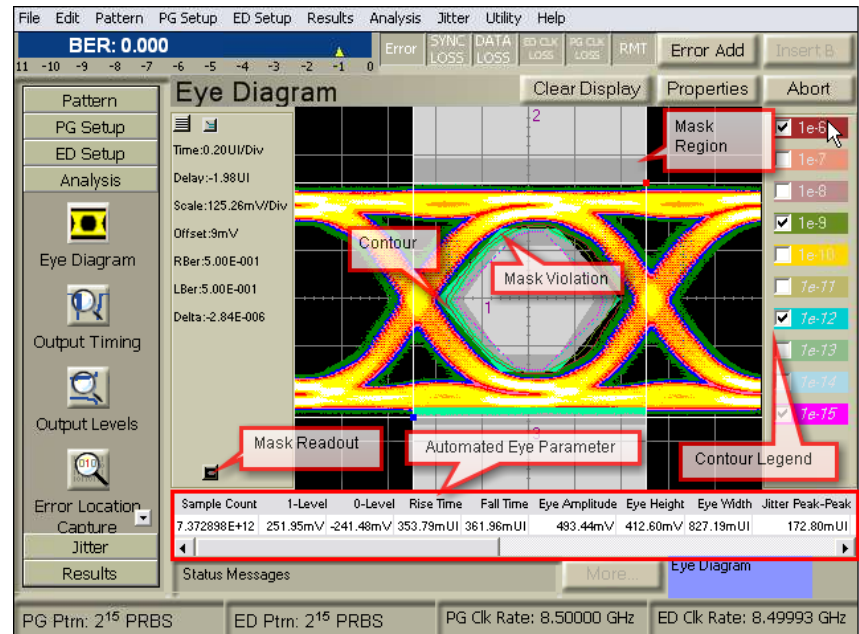 File Edit Pattern PG Setup ED Setup Results Analysis Jitter Utility Help
BER: 0.000
11 -10 -9 -8 -7 -6 -5 -4 -3 -2 -1 0
Error
SYNC LOSS
DATA LOSS
ED CLK LOSS
PG CLK LOSS
RMT
Error Add
Insert B
Eye Diagram
Clear Display
Properties
Abort
Pattern
PG Setup
ED Setup
Analysis
Eye Diagram
Output Timing
Output Levels
010
Error Location
Capture
Jitter
Results
Time:0.20UI/Div
Delay:-1.98UI
Scale:125.26mV/Div
Offset:9mV
RBer:5.00E-001
LBer:5.00E-001
Delta:-2.84E-006
2
1
3
Mask
Region
Contour
Mask Violation
Mask Readout
Automated Eye Parameter
Contour Legend
1e-6
1e-7
1e-8
1e-9
1e-10
1e-11
1e-12
1e-13
1e-14
1e-15
Sample Count 1-Level 0-Level Rise Time Fall Time Eye Amplitude Eye Height Eye Width Jitter Peak-Peak
7.372898E+12 251.95mV -241.48mV 353.79mUI 361.96mUI 493.44mV 412.60mV 827.19mUI 172.80mUI
Status Messages
More...
Eye Diagram
PG Ptrn: 2^15 PRBS
ED Ptrn: 2^15 PRBS
PG Clk Rate: 8.50000 GHz
ED Clk Rate: 8.49993 GHz